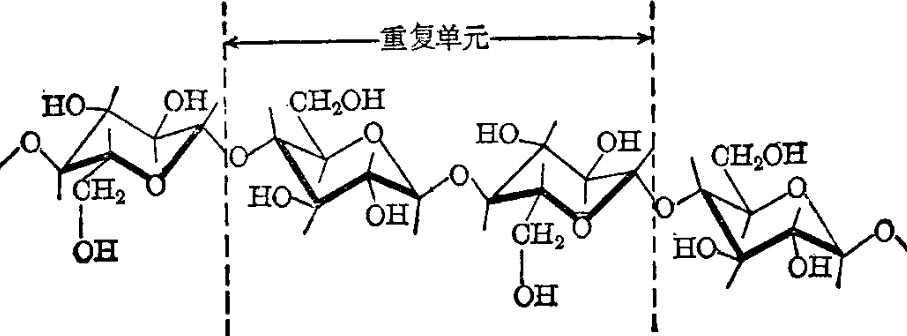 重复单元
HO OH CH₂OH HO OH CH₂OH
O O O O O
O HO OH O HO OH O
CH₂ CH₂
OH OH